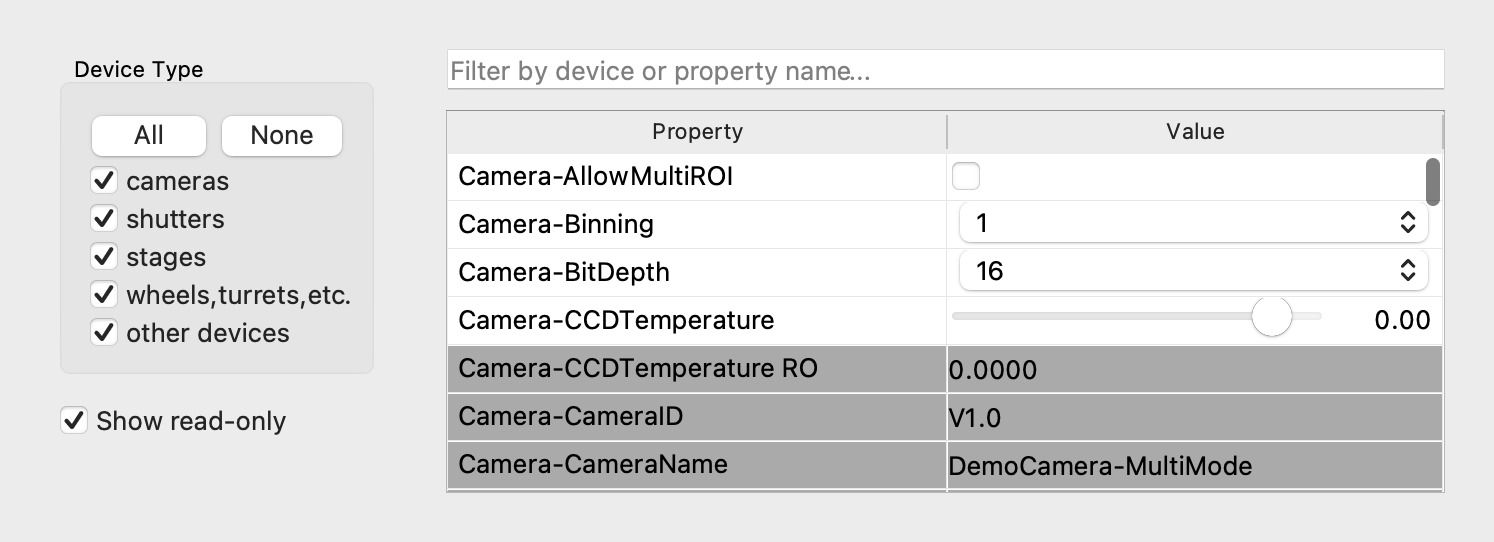 Device Type
All None
cameras
shutters
stages
wheels,turrets,etc.
other devices
Show read-only
Filter by device or property name...
Property Value
Camera-AllowMultiROI
Camera-Binning 1
Camera-BitDepth 16
Camera-CCDTemperature 0.00
Camera-CCDTemperature RO 0.0000
Camera-CameraID V1.0
Camera-CameraName DemoCamera-MultiMode